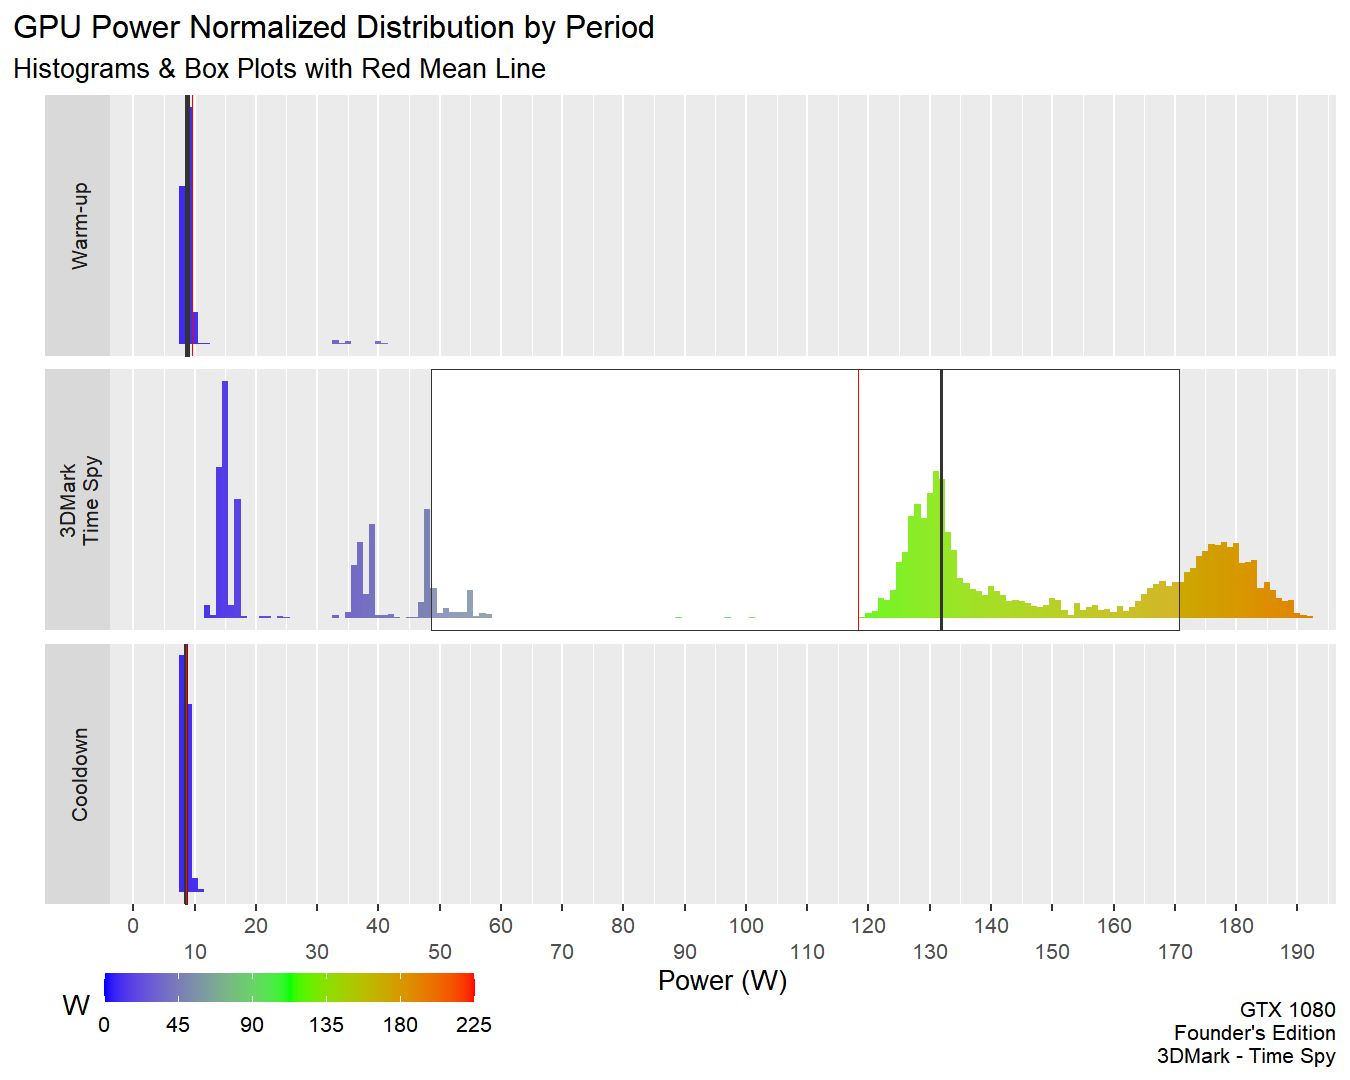 GPU Power Normalized Distribution by Period
Histograms & Box Plots with Red Mean Line
Warm-up
3DMark
Time Spy
Cooldown
0 20 40 60 80 100 120 140 160 180
10 30 50 70 90 110 130 150 170 190
Power (W)
W
0 45 90 135 180 225
GTX 1080
Founder's Edition
3DMark - Time Spy